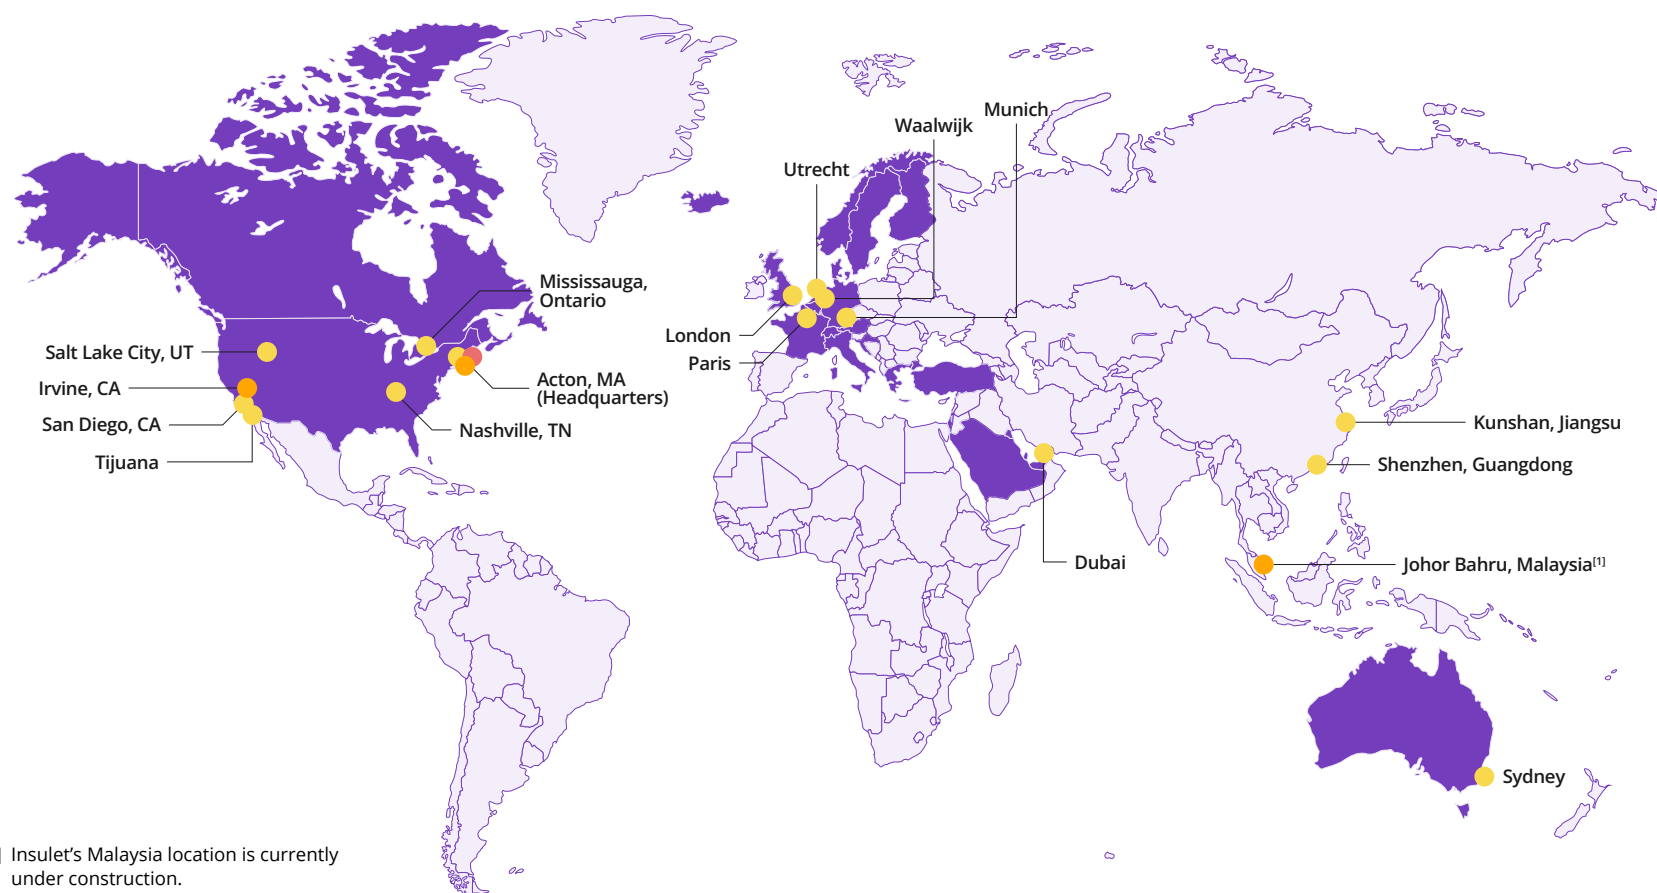 Munich
Waalwijk
Utrecht
Mississauga,
Ontario
London
Paris
Salt Lake City, UT
Irvine, CA
San Diego, CA
Tijuana
Acton, MA
(Headquarters)
Nashville, TN
Kunshan, Jiangsu
Shenzhen, Guangdong
Dubai
Johor Bahru, Malaysia[1]
Sydney
] Insulet’s Malaysia location is currently
under construction.